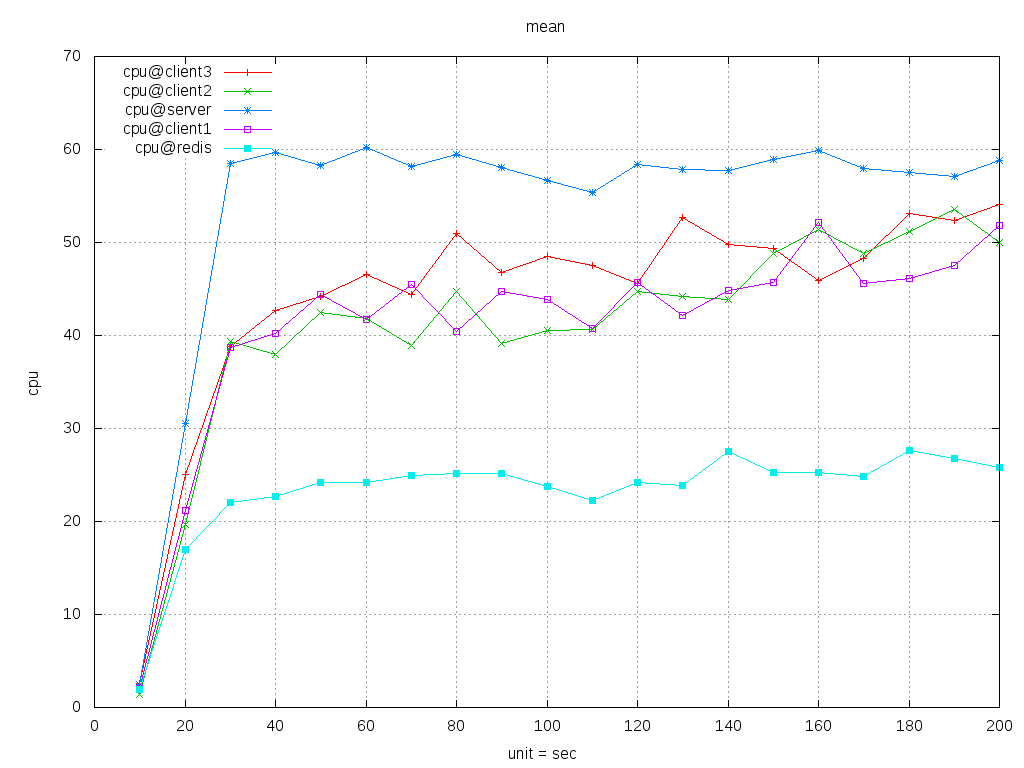 mean
70
60
50
40
30
20
10
0
cpu
cpu@client3
cpu@client2
cpu@server
cpu@client1
cpu@redis
0 20 40 60 80 100 120 140 160 180 200
unit = sec